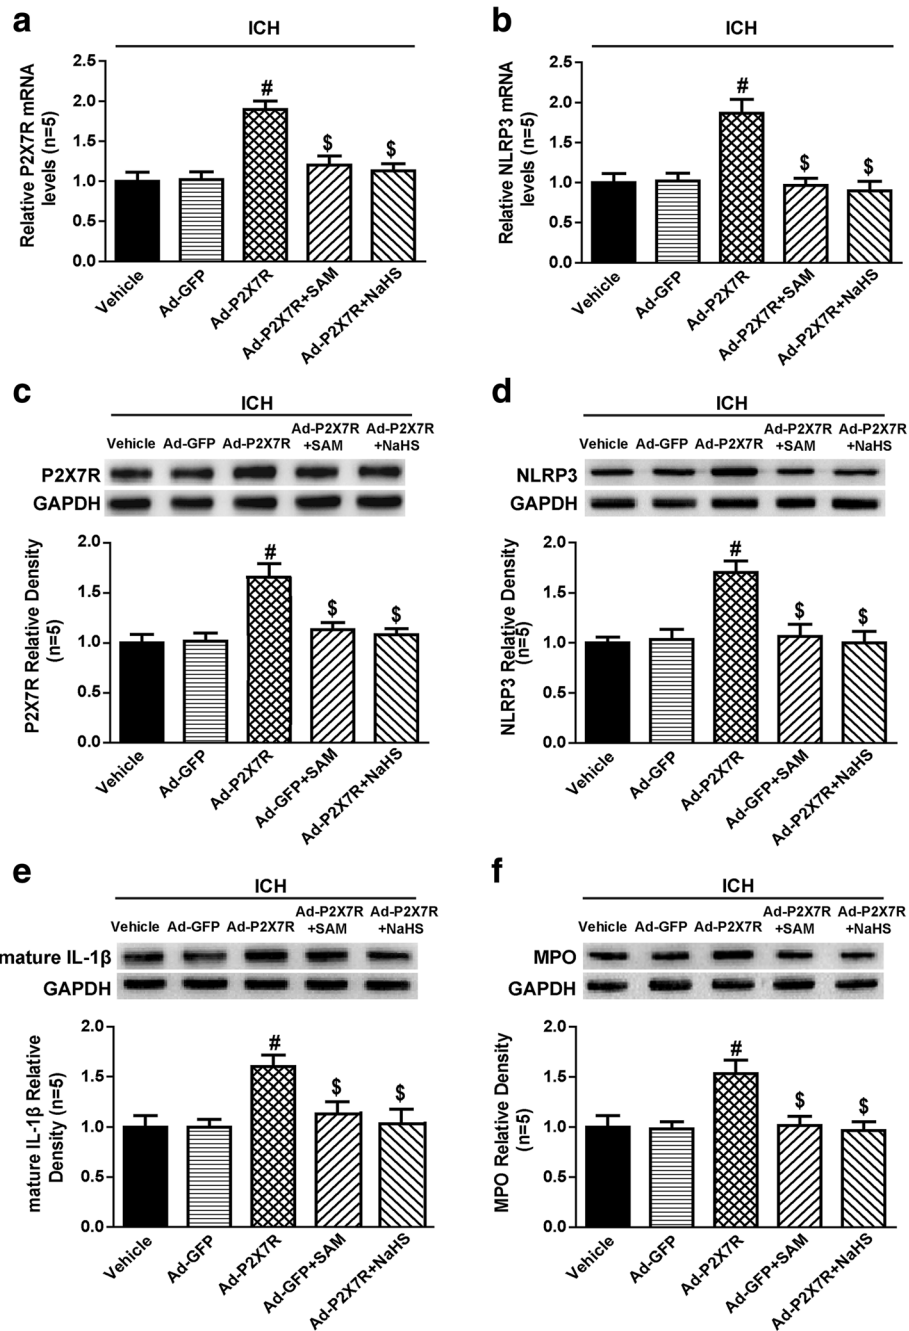 a
ICH
Relative P2X7R mRNA
levels (n=5)
2.5
2.0
1.5
1.0
0.5
0.0
#
$
$
Vehicle
Ad-GFP
Ad-P2X7R
Ad-P2X7R+SAM
Ad-P2X7R+NaHS
b
ICH
Relative NLRP3 mRNA
levels (n=5)
2.5
2.0
1.5
1.0
0.5
0.0
#
$
$
Vehicle
Ad-GFP
Ad-P2X7R
Ad-P2X7R+SAM
Ad-P2X7R+NaHS
c
ICH
Vehicle Ad-GFP Ad-P2X7R Ad-P2X7R Ad-P2X7R
+SAM +NaHS
P2X7R
GAPDH
P2X7R Relative Density
(n=5)
2.0
1.5
1.0
0.5
0.0
#
$
$
Vehicle
Ad-GFP
Ad-P2X7R
Ad-GFP+SAM
Ad-P2X7R+NaHS
d
ICH
Vehicle Ad-GFP Ad-P2X7R Ad-P2X7R Ad-P2X7R
+SAM +NaHS
NLRP3
GAPDH
NLRP3 Relative Density
(n=5)
2.0
1.5
1.0
0.5
0.0
#
$
$
Vehicle
Ad-GFP
Ad-P2X7R
Ad-P2X7R+SAM
Ad-P2X7R+NaHS
e
ICH
Vehicle Ad-GFP Ad-P2X7R Ad-P2X7R Ad-P2X7R
+SAM +NaHS
mature IL-1β
GAPDH
mature IL-1β Relative
Density (n=5)
2.0
1.5
1.0
0.5
0.0
#
$
$
Vehicle
Ad-GFP
Ad-P2X7R
Ad-GFP+SAM
Ad-P2X7R+NaHS
f
ICH
Vehicle Ad-GFP Ad-P2X7R Ad-P2X7R Ad-P2X7R
+SAM +NaHS
MPO
GAPDH
MPO Relative Density
(n=5)
2.0
1.5
1.0
0.5
0.0
#
$
$
Vehicle
Ad-GFP
Ad-P2X7R
Ad-GFP+SAM
Ad-P2X7R+NaHS